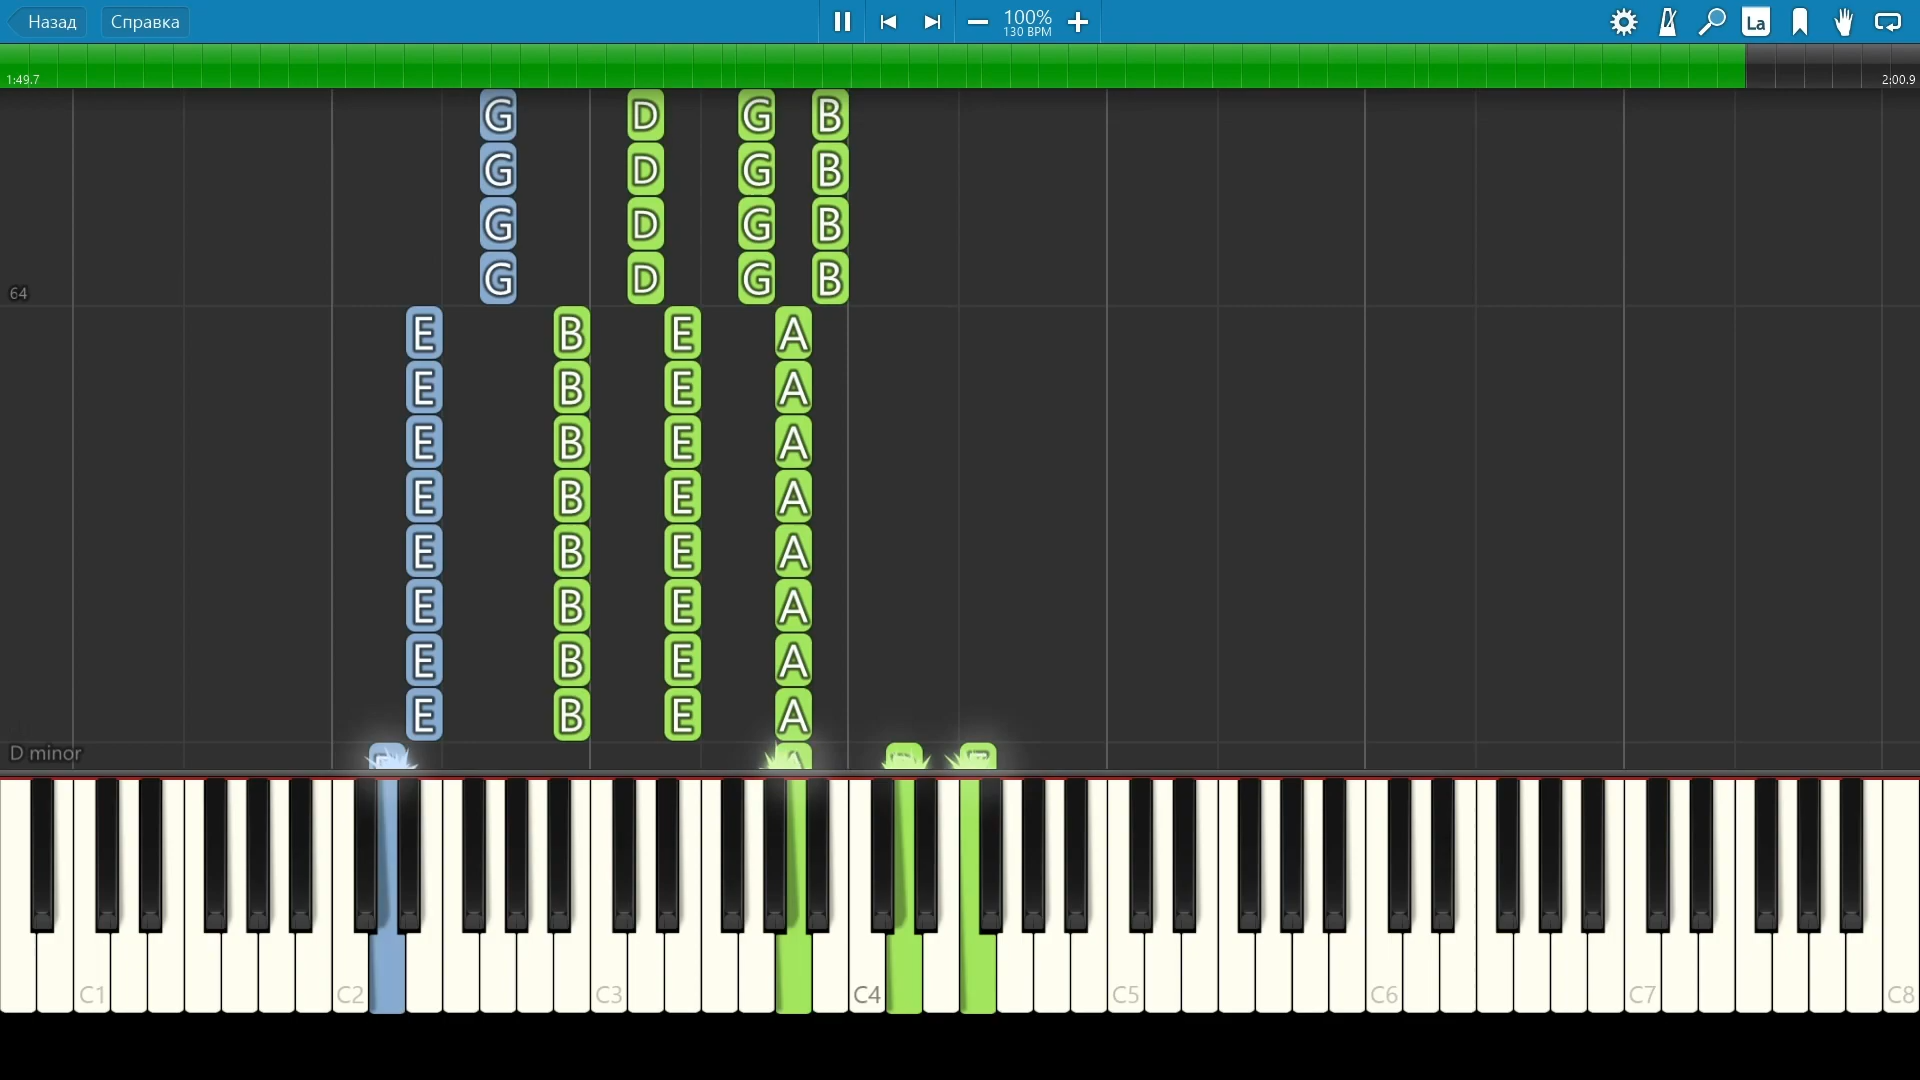 Назад Справка 100% La
130 BPM
1:49.7 2:00.9
G D G B
G D G B
G D G B
G D G B
64
E B E A
E B E A
E B E A
E B E A
E B E A
E B E A
E B E A
E B E A
D minor
C1 C2 C3 C4 C5 C6 C7 C8